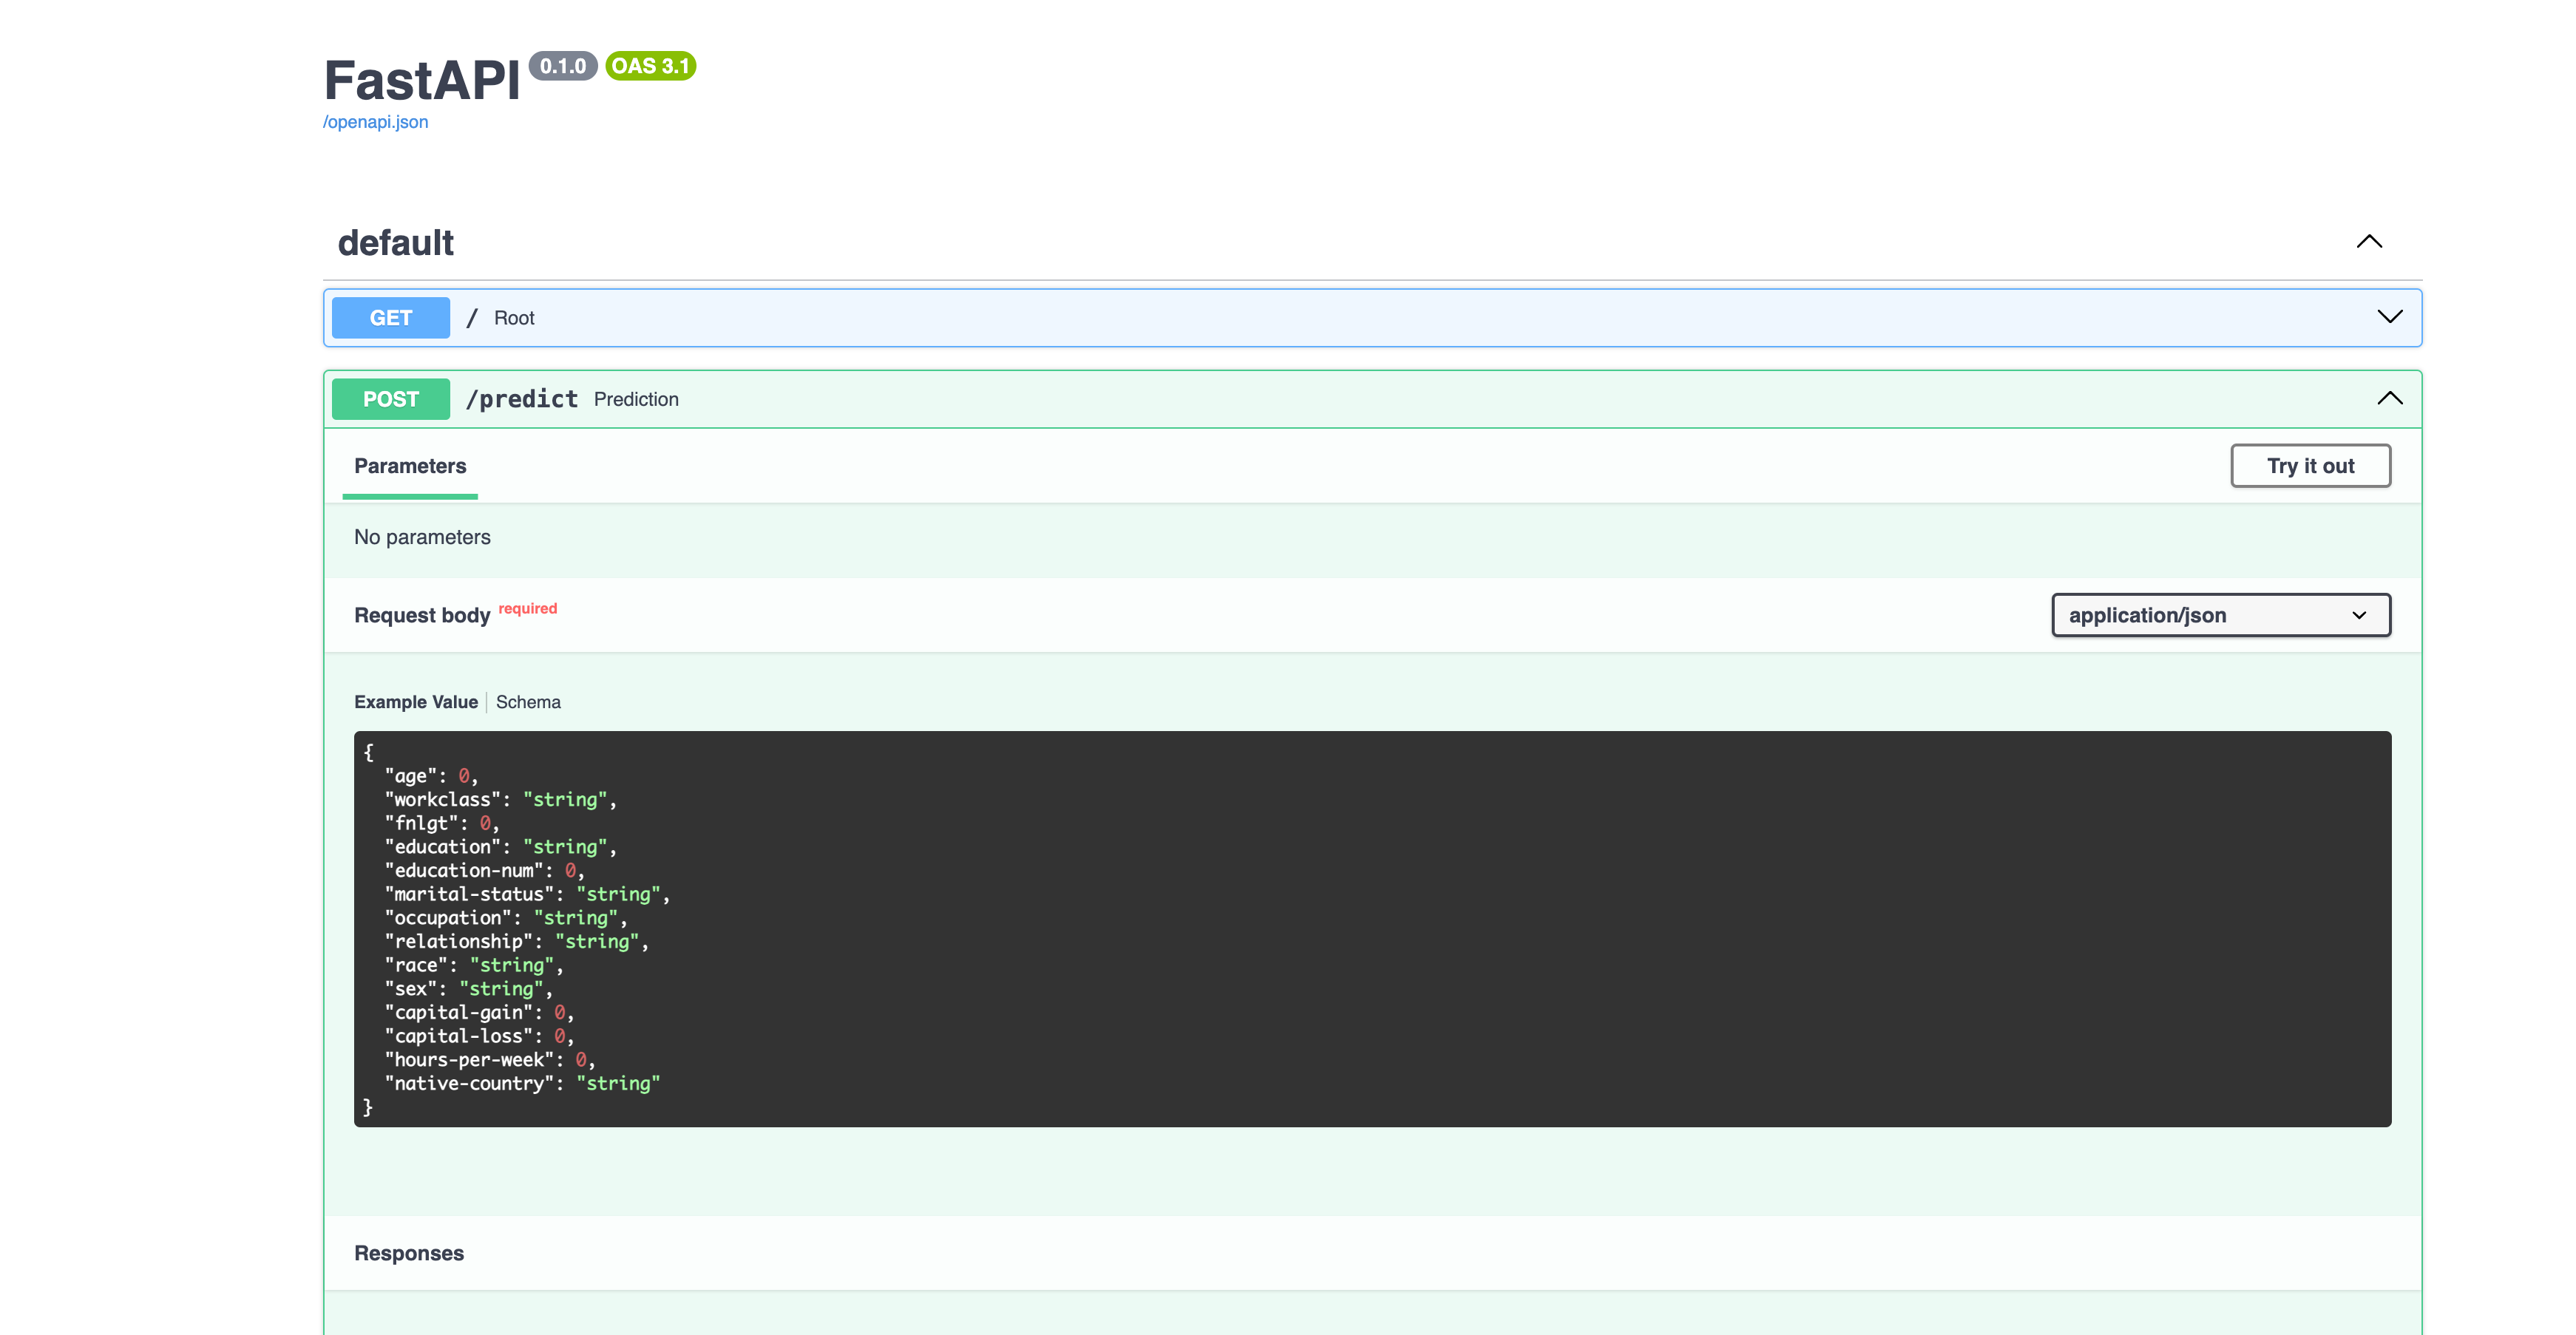 FastAPI 0.1.0 OAS 3.1
/openapi.json
default
GET / Root
POST /predict Prediction
Parameters
Try it out
No parameters
Request body required
application/json
Example Value | Schema
{
  "age": 0,
  "workclass": "string",
  "fnlgt": 0,
  "education": "string",
  "education-num": 0,
  "marital-status": "string",
  "occupation": "string",
  "relationship": "string",
  "race": "string",
  "sex": "string",
  "capital-gain": 0,
  "capital-loss": 0,
  "hours-per-week": 0,
  "native-country": "string"
}
Responses